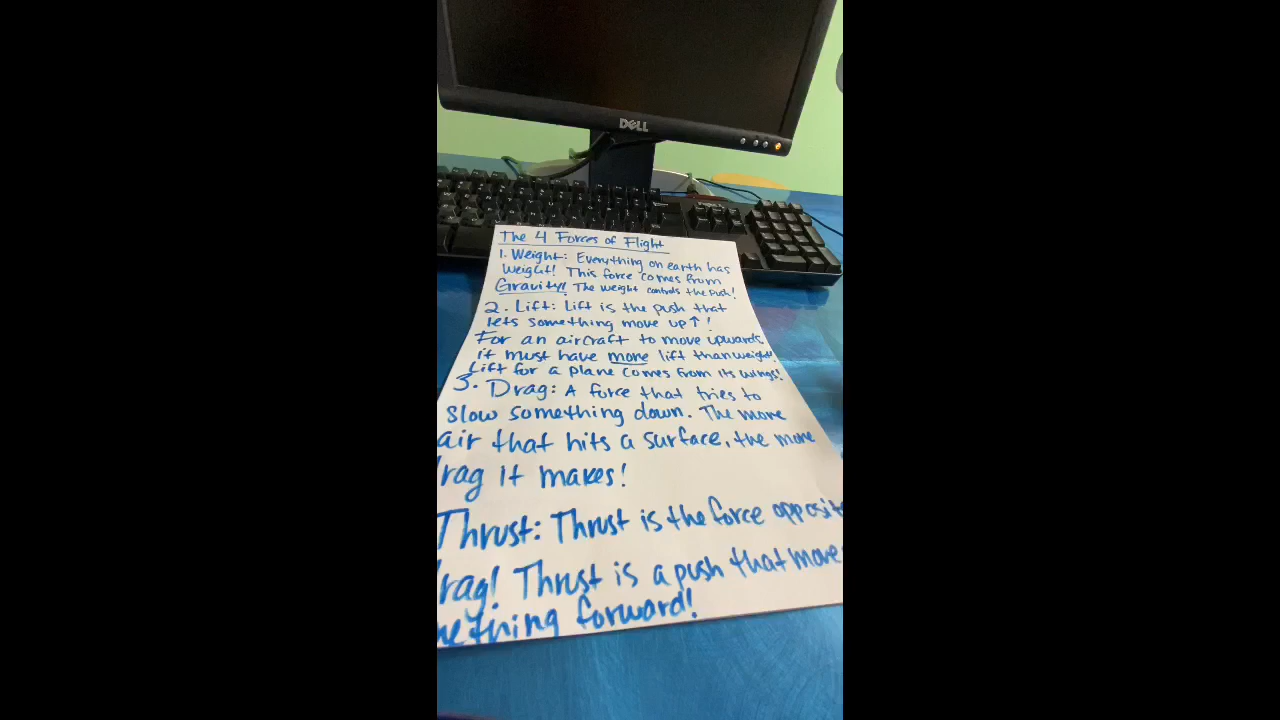 DELL
The 4 Forces of Flight
1. Weight: Everything on earth has
weight! This force comes from
Gravity! The weight controls the push!
2. Lift: Lift is the push that
lets something move up↑!
For an aircraft to move upwards,
it must have more lift than weight!
Lift for a plane comes from its wings!
3. Drag: A force that tries to
slow something down. The more
air that hits a surface, the more
rag it makes!
Thrust: Thrust is the force opposit
rag! Thrust is a push that move
mething forward!